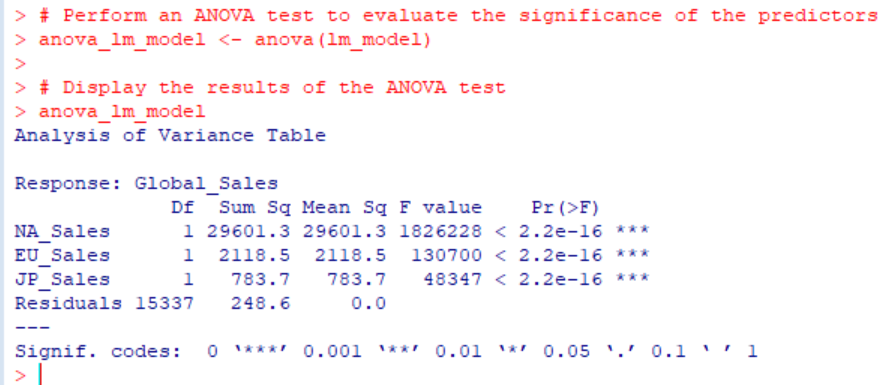 > # Perform an ANOVA test to evaluate the significance of the predictors
> anova_lm_model <- anova(lm_model)
>
> # Display the results of the ANOVA test
> anova_lm_model
Analysis of Variance Table

Response: Global_Sales
             Df  Sum Sq Mean Sq F value    Pr(>F)
NA_Sales      1 29601.3 29601.3 1826228 < 2.2e-16 ***
EU_Sales      1  2118.5  2118.5  130700 < 2.2e-16 ***
JP_Sales      1   783.7   783.7   48347 < 2.2e-16 ***
Residuals 15337   248.6     0.0
---
Signif. codes:  0 ‘***’ 0.001 ‘**’ 0.01 ‘*’ 0.05 ‘.’ 0.1 ‘ ’ 1
>